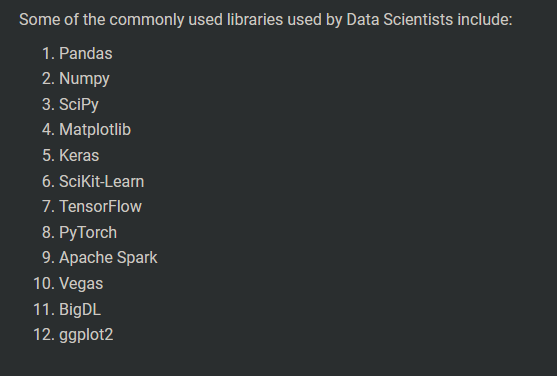 Some of the commonly used libraries used by Data Scientists include:
1. Pandas
2. Numpy
3. SciPy
4. Matplotlib
5. Keras
6. SciKit-Learn
7. TensorFlow
8. PyTorch
9. Apache Spark
10. Vegas
11. BigDL
12. ggplot2